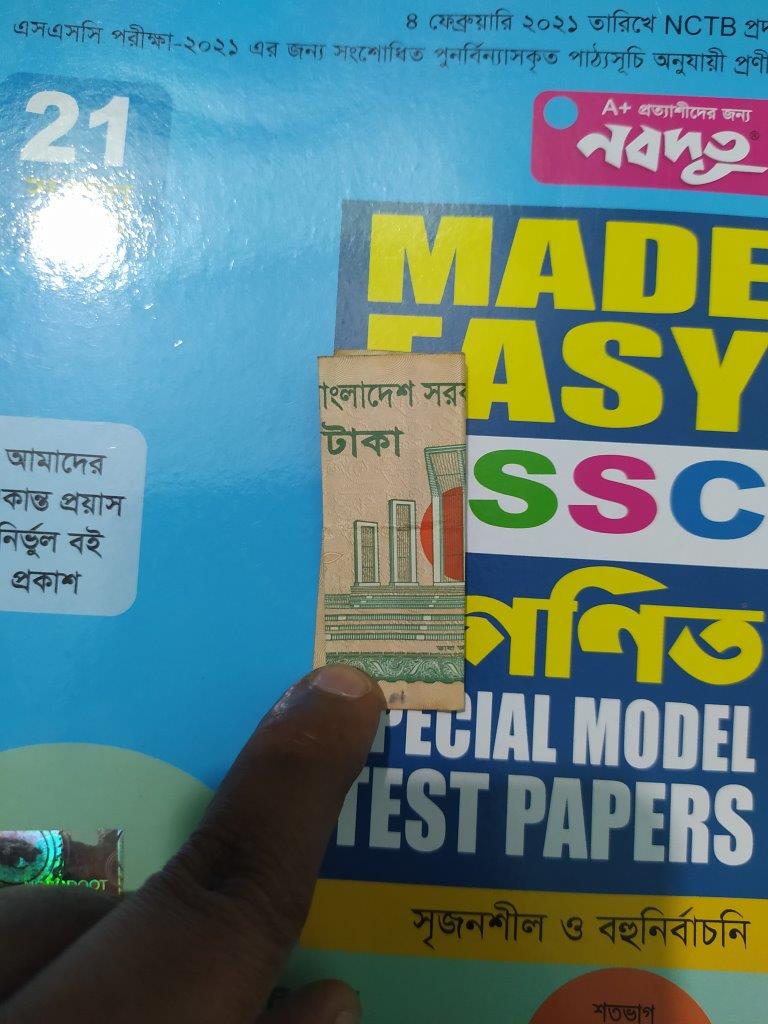 ৪ ফেব্রুয়ারি ২০২১ তারিখে NCTB
এসএসসি পরীক্ষা-২০২১ এর জন্য সংশোধিত পুনর্বিন্যাসকৃত পাঠ্যসূচি অনুযায়ী
21
A+ প্রত্যাশীদের জন্য
নবদূত
MADE
EASY
SSC
গণিত
SPECIAL MODEL
TEST PAPERS
সৃজনশীল ও বহুনির্বাচনি
শতভাগ
টাকা
আমাদের
প্রয়াস
নির্ভুল বই
প্রকাশ